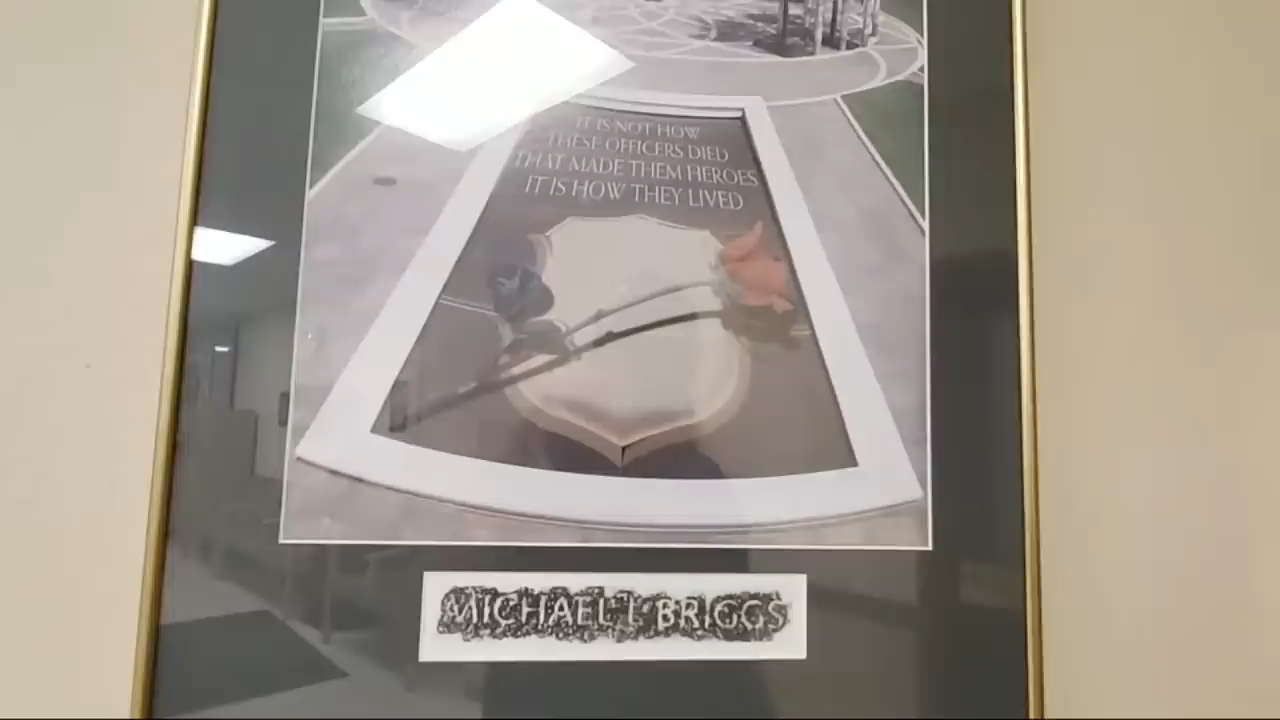 IT IS NOT HOW
THESE OFFICERS DIED
THAT MADE THEM HEROES
IT IS HOW THEY LIVED
MICHAEL L BRIGGS